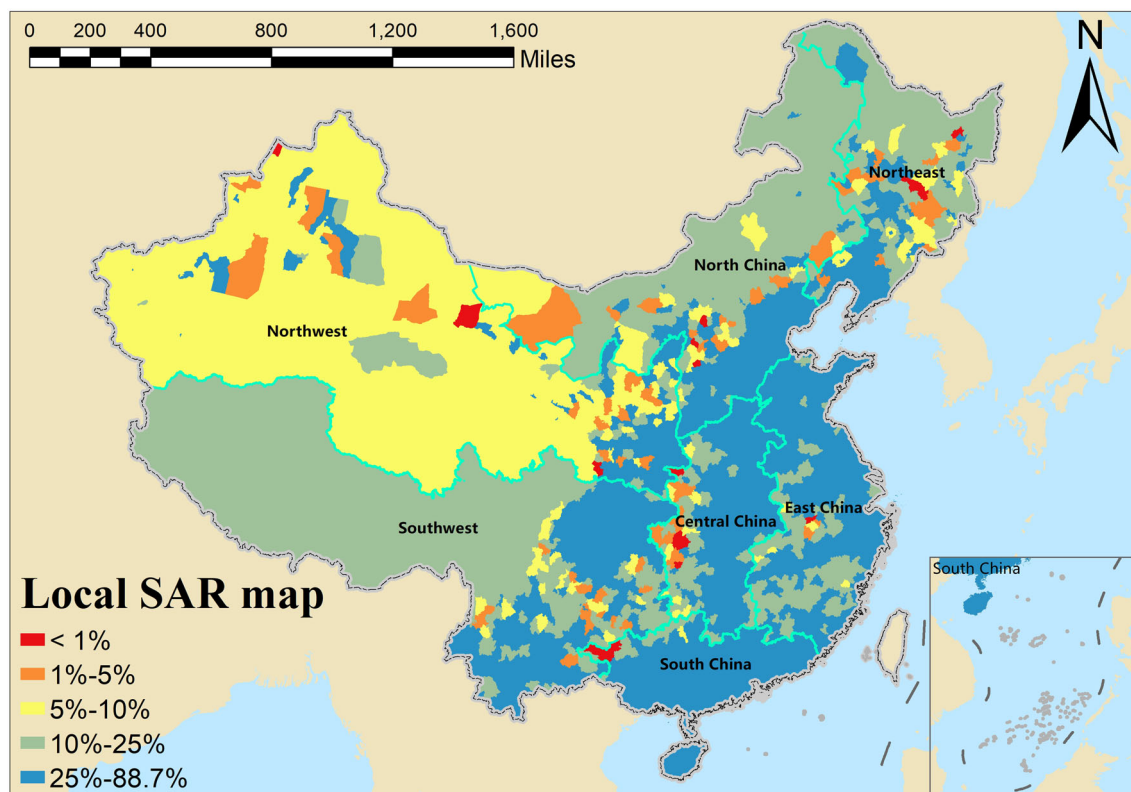 0 200 400 800 1,200 1,600
Miles
N
Northeast
North China
Northwest
Southwest
Central China
East China
South China
South China
Local SAR map
< 1%
1%-5%
5%-10%
10%-25%
25%-88.7%